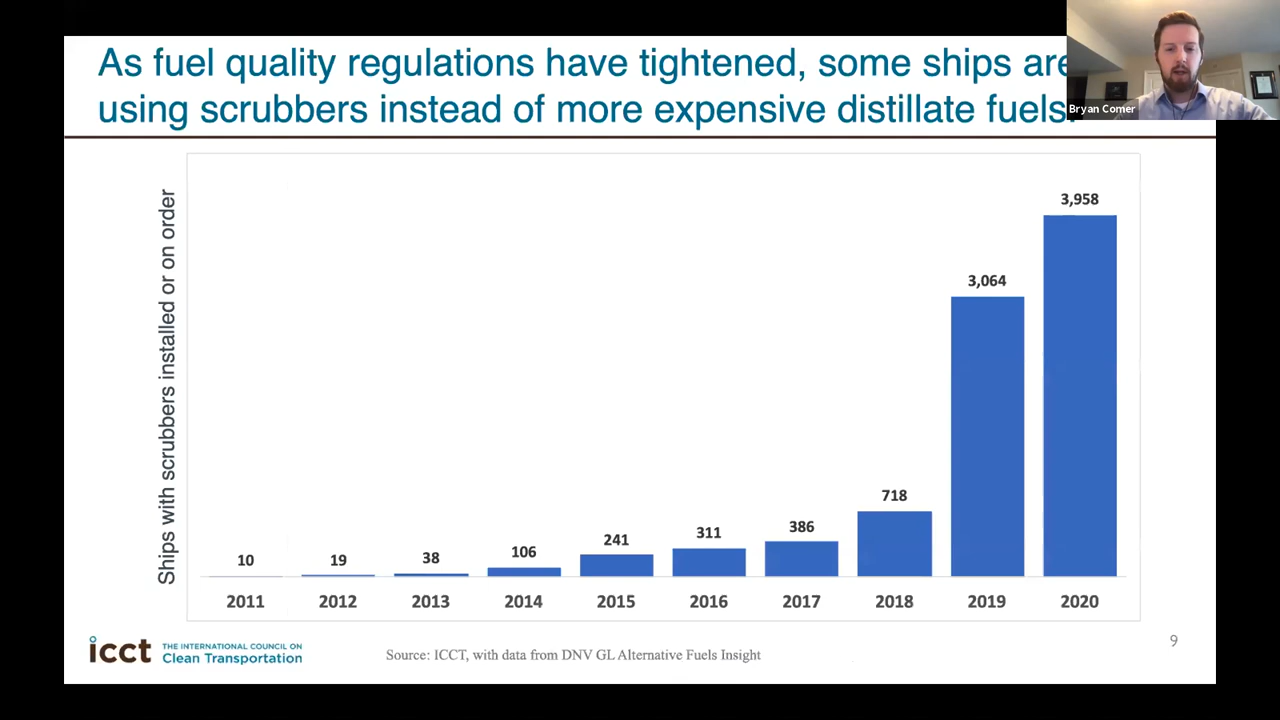 As fuel quality regulations have tightened, some ships are
using scrubbers instead of more expensive distillate fuels.
Bryan Comer
Ships with scrubbers installed or on order
3,958
3,064
718
386
311
241
106
38
19
10
2011 2012 2013 2014 2015 2016 2017 2018 2019 2020
icct THE INTERNATIONAL COUNCIL ON
Clean Transportation
Source: ICCT, with data from DNV GL Alternative Fuels Insight
9